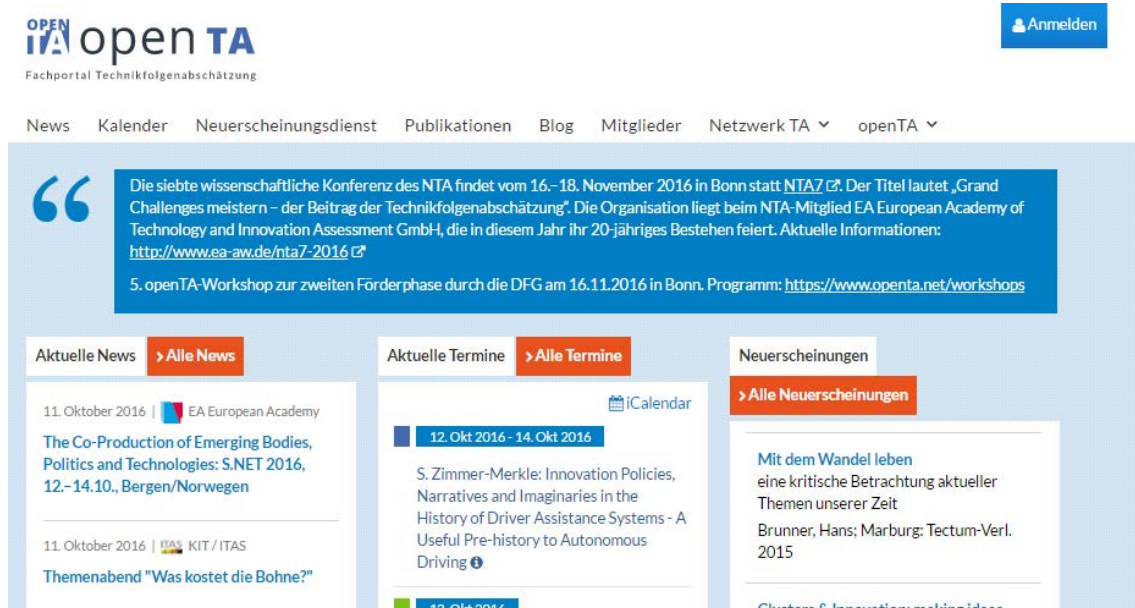 OPEN
ITA open TA
Fachportal Technikfolgenabschätzung
Anmelden
News Kalender Neuerscheinungsdienst Publikationen Blog Mitglieder Netzwerk TA openTA
Die siebte wissenschaftliche Konferenz des NTA findet vom 16.–18. November 2016 in Bonn statt NTA7. Der Titel lautet „Grand
Challenges meistern – der Beitrag der Technikfolgenabschätzung“. Die Organisation liegt beim NTA-Mitglied EA European Academy of
Technology and Innovation Assessment GmbH, die in diesem Jahr ihr 20-jähriges Bestehen feiert. Aktuelle Informationen:
http://www.ea-aw.de/nta7-2016
5. openTA-Workshop zur zweiten Förderphase durch die DFG am 16.11.2016 in Bonn. Programm: https://www.openta.net/workshops
Aktuelle News > Alle News
11. Oktober 2016 | EA European Academy
The Co-Production of Emerging Bodies,
Politics and Technologies: S.NET 2016,
12.–14.10., Bergen/Norwegen
11. Oktober 2016 | ITAS KIT / ITAS
Themenabend "Was kostet die Bohne?"
Aktuelle Termine > Alle Termine
iCalendar
12. Okt 2016 - 14. Okt 2016
S. Zimmer-Merkle: Innovation Policies,
Narratives and Imaginaries in the
History of Driver Assistance Systems - A
Useful Pre-history to Autonomous
Driving
Neuerscheinungen
> Alle Neuerscheinungen
Mit dem Wandel leben
eine kritische Betrachtung aktueller
Themen unserer Zeit
Brunner, Hans; Marburg: Tectum-Verl.
2015
Clusters & Innovation: making ideas